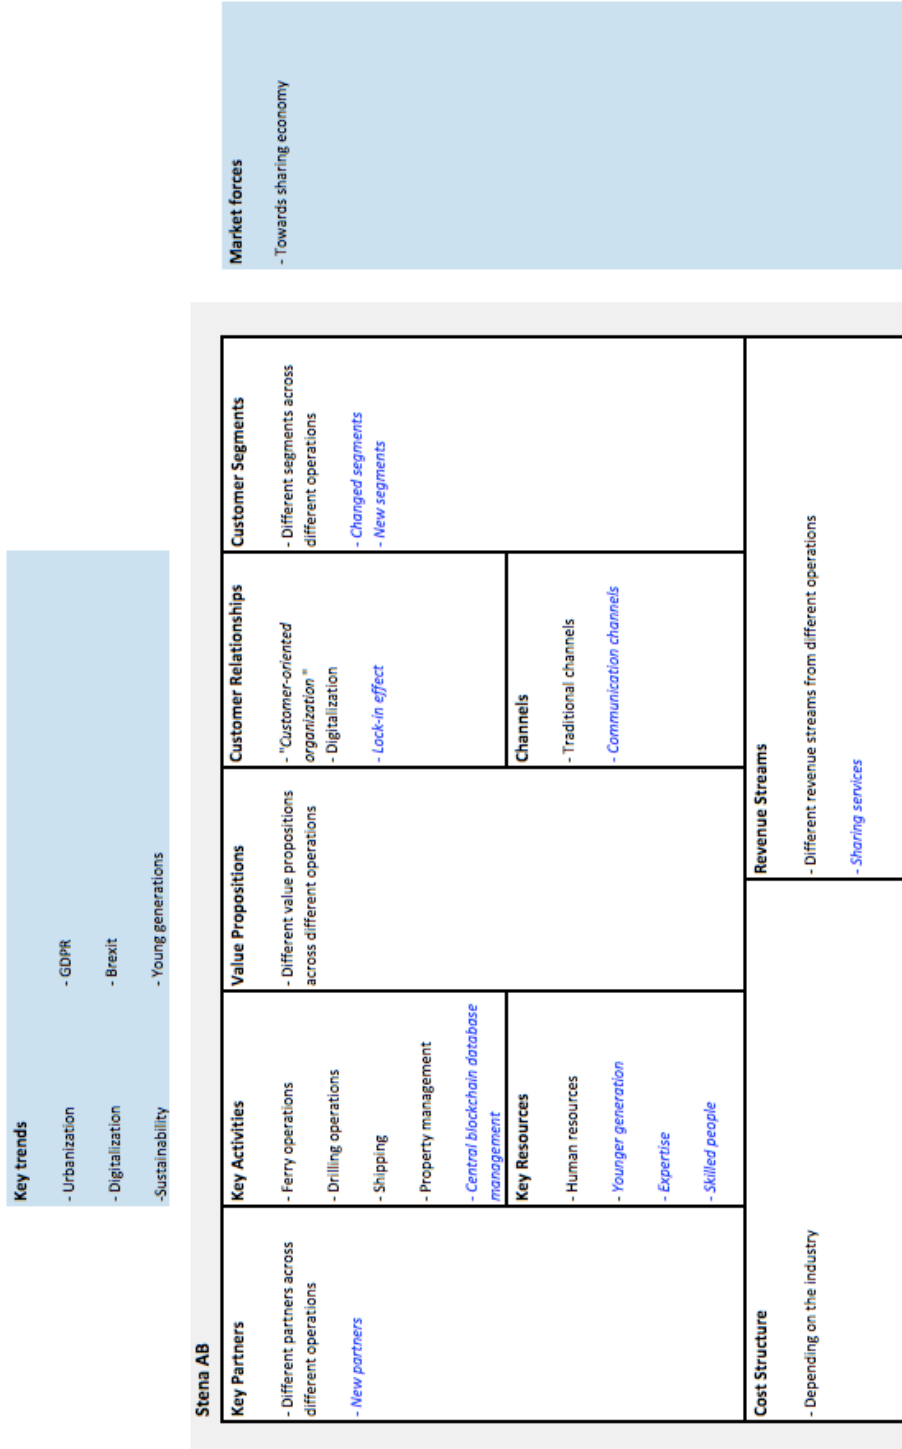 Key trends
- Urbanization
- GDPR
- Digitalization
- Brexit
-Sustainability
- Young generations
Stena AB
Key Partners
- Different partners across
different operations
- New partners
Key Activities
- Ferry operations
- Drilling operations
- Shipping
- Property management
- Central blockchain database
management
Key Resources
- Human resources
- Younger generation
- Expertise
- Skilled people
Value Propositions
- Different value propositions
across different operations
Customer Relationships
- "Customer-oriented
organization"
- Digitalization
- Lock-in effect
Channels
- Traditional channels
- Communication channels
Customer Segments
- Different segments across
different operations
- Changed segments
- New segments
Cost Structure
- Depending on the industry
Revenue Streams
- Different revenue streams from different operations
- Sharing services
Market forces
- Towards sharing economy